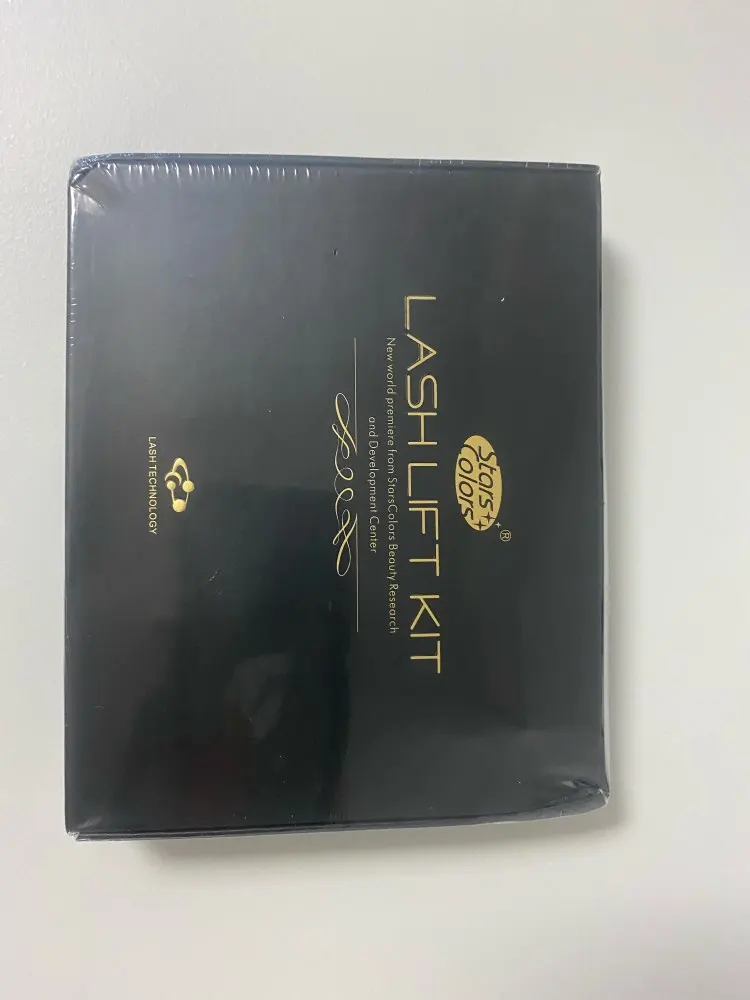 Stars
Colors
®
LASH LIFT KIT
New world premiere from StarsColors Beauty Research
and Development Center
LASH TECHNOLOGY